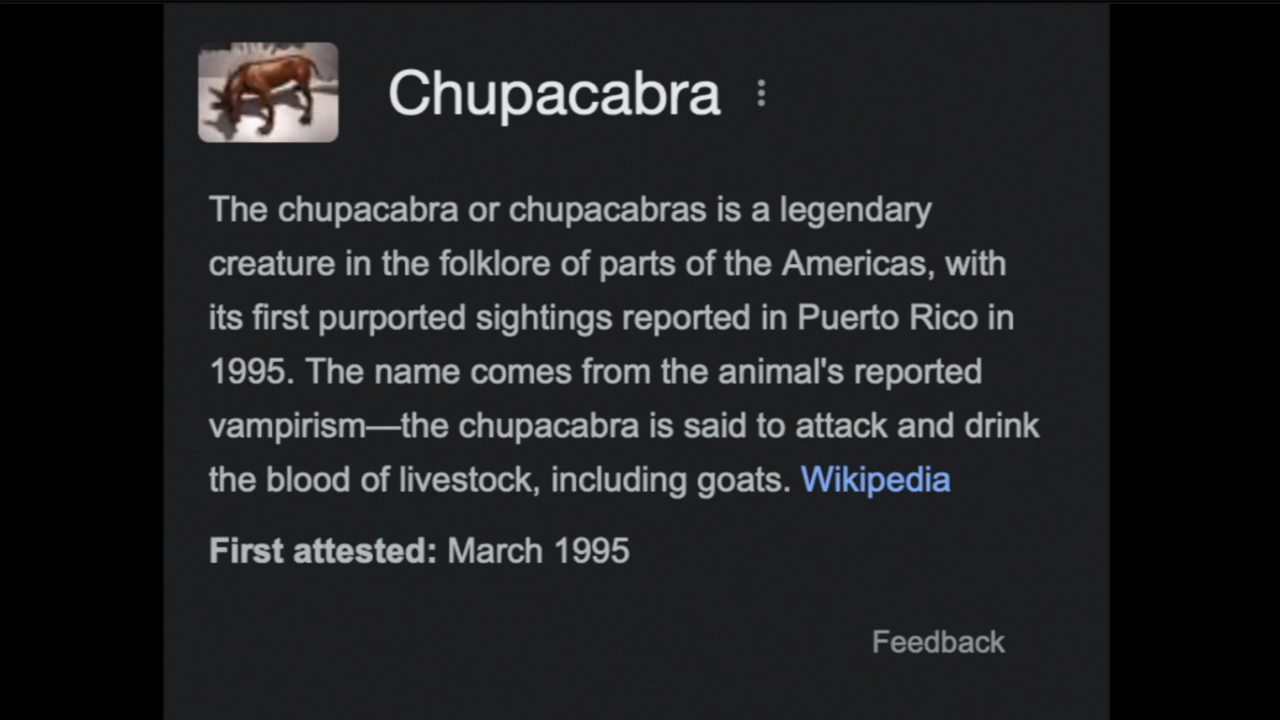 Chupacabra
The chupacabra or chupacabras is a legendary
creature in the folklore of parts of the Americas, with
its first purported sightings reported in Puerto Rico in
1995. The name comes from the animal's reported
vampirism—the chupacabra is said to attack and drink
the blood of livestock, including goats. Wikipedia
First attested: March 1995
Feedback